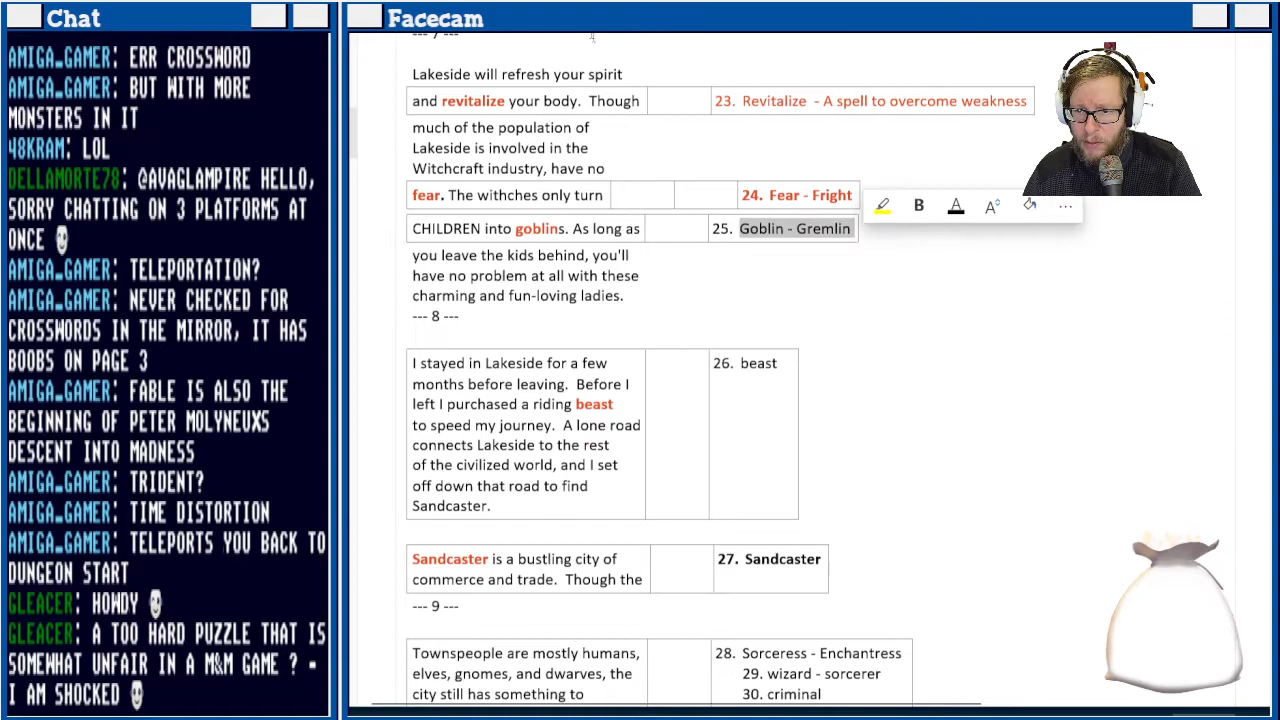 Chat
AMIGA_GAMER: ERR CROSSWORD
AMIGA_GAMER: BUT WITH MORE
MONSTERS IN IT
48KRAM: LOL
DELLAMORTE78: @AVAGLAMPIRE HELLO,
SORRY CHATTING ON 3 PLATFORMS AT
ONCE
AMIGA_GAMER: TELEPORTATION?
AMIGA_GAMER: NEVER CHECKED FOR
CROSSWORDS IN THE MIRROR, IT HAS
BOOBS ON PAGE 3
AMIGA_GAMER: FABLE IS ALSO THE
BEGINNING OF PETER MOLYNEUXS
DESCENT INTO MADNESS
AMIGA_GAMER: TRIDENT?
AMIGA_GAMER: TIME DISTORTION
AMIGA_GAMER: TELEPORTS YOU BACK TO
DUNGEON START
GLEACER: HOWDY
GLEACER: A TOO HARD PUZZLE THAT IS
SOMEWHAT UNFAIR IN A M&M GAME ? -
I AM SHOCKED
Facecam
--- 7 ---
Lakeside will refresh your spirit
and revitalize your body. Though
23. Revitalize - A spell to overcome weakness
much of the population of
Lakeside is involved in the
Witchcraft industry, have no
fear. The withches only turn
24. Fear - Fright
CHILDREN into goblins. As long as
25. Goblin - Gremlin
you leave the kids behind, you'll
have no problem at all with these
charming and fun-loving ladies.
--- 8 ---
I stayed in Lakeside for a few
26. beast
months before leaving. Before I
left I purchased a riding beast
to speed my journey. A lone road
connects Lakeside to the rest
of the civilized world, and I set
off down that road to find
Sandcaster.
Sandcaster is a bustling city of
27. Sandcaster
commerce and trade. Though the
--- 9 ---
Townspeople are mostly humans,
28. Sorceress - Enchantress
elves, gnomes, and dwarves, the
29. wizard - sorcerer
city still has something to
30. criminal
B A A ...